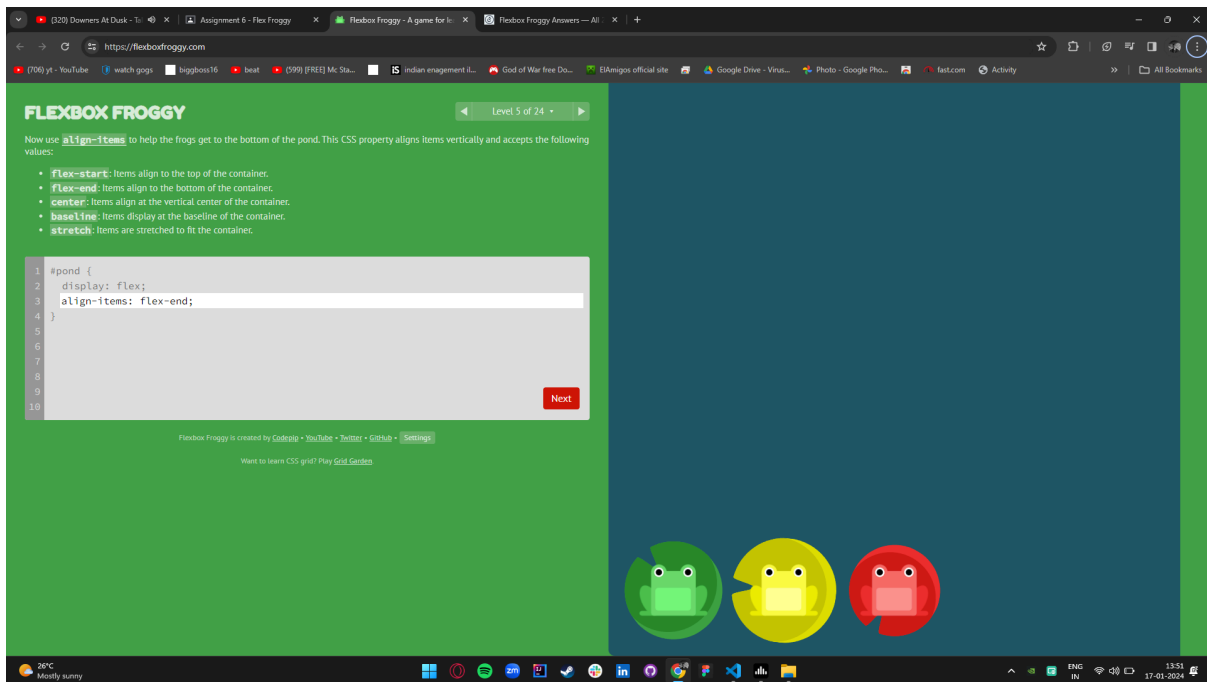 (320) Downers At Dusk - Tal
Assignment 6 - Flex Froggy
Flexbox Froggy - A game for le
Flexbox Froggy Answers — All
https://flexboxfroggy.com
(706) yt - YouTube
watch gogs
biggboss16
beat
(599) [FREE] Mc Sta...
indian enagement il...
God of War free Do...
ElAmigos official site
Google Drive - Virus...
Photo - Google Pho...
fast.com
Activity
All Bookmarks
FLEXBOX FROGGY
Level 5 of 24
Now use align-items to help the frogs get to the bottom of the pond. This CSS property aligns items vertically and accepts the following
values:
• flex-start: Items align to the top of the container.
• flex-end: Items align to the bottom of the container.
• center: Items align at the vertical center of the container.
• baseline: Items display at the baseline of the container.
• stretch: Items are stretched to fit the container.
1 #pond {
2 display: flex;
3 align-items: flex-end;
4 }
5
6
7
8
9
10
Next
Flexbox Froggy is created by Codepip • YouTube • Twitter • GitHub • Settings
Want to learn CSS grid? Play Grid Garden.
26°C
Mostly sunny
zm
in
ENG
IN
13:51
17-01-2024